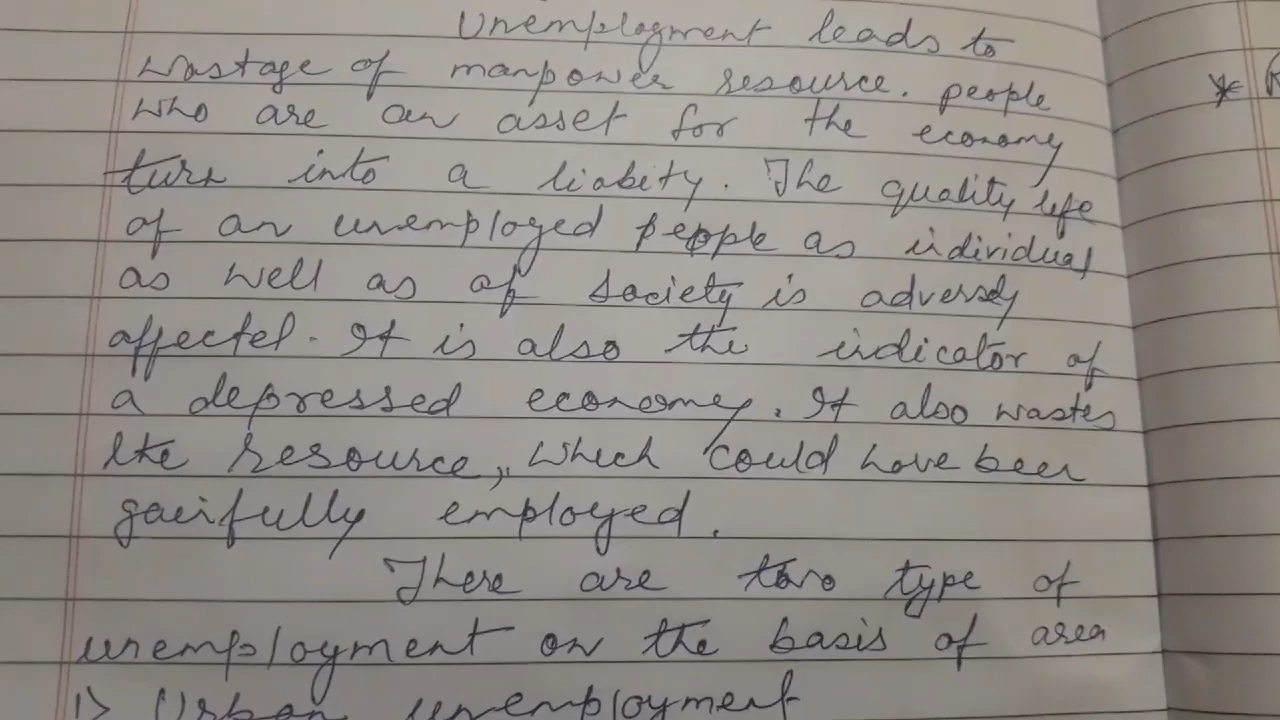 Unemployment leads to
wastage of manpower resource. people
who are an asset for the economy
turn into a liabity. The quality life
of an unemployed people as individual
as well as of society is adversly
affected. It is also the indicator of
a depressed economy. It also wastes
the resource, which could have been
gainfully employed.
There are two type of
unemployment on the basis of area
1> Urban unemployment